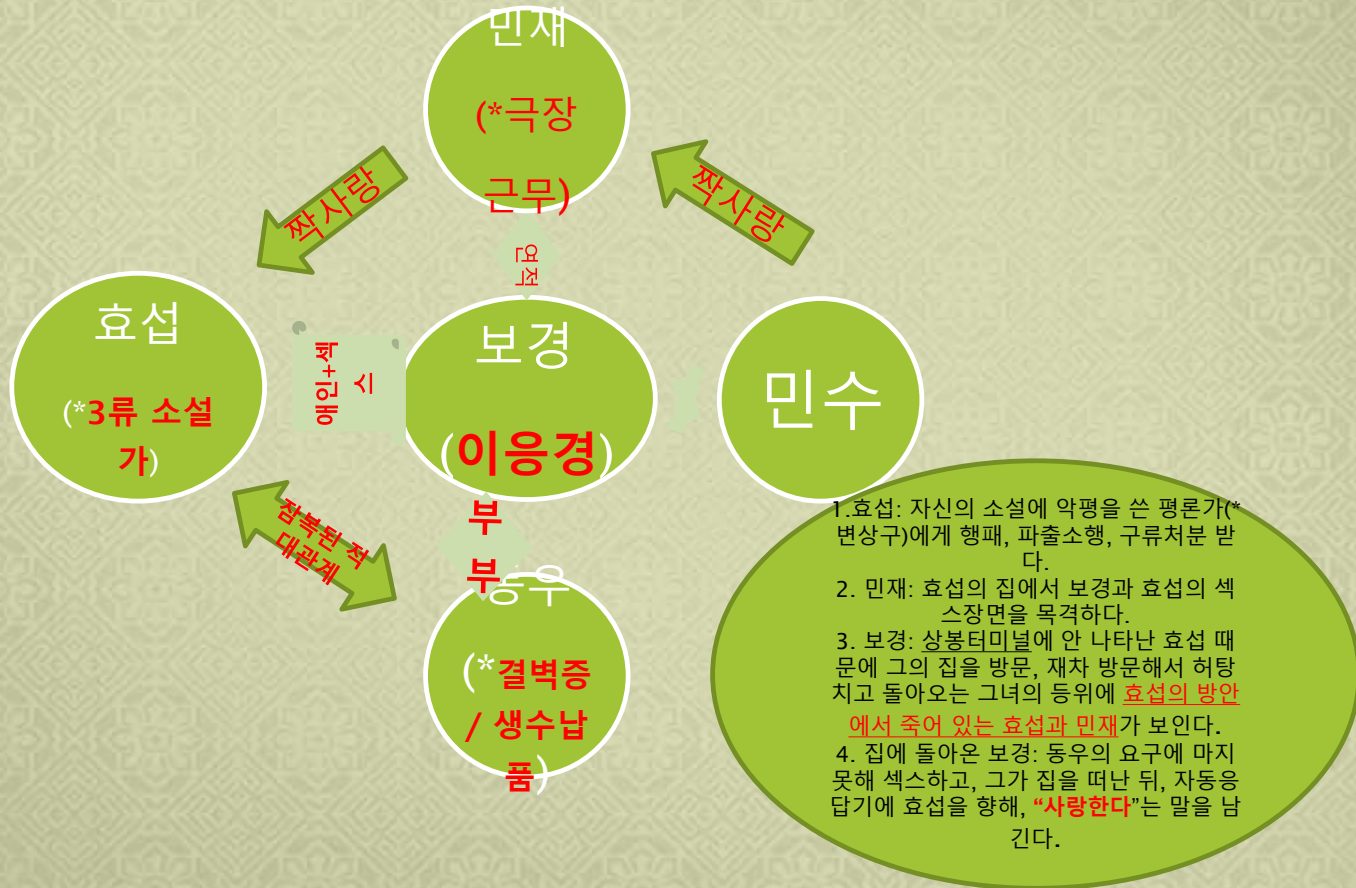 민재
(*극장
근무)
짝사랑
짝사랑
연적
효섭
(*3류 소설
가)
애인+섹
스
보경
(이응경)
민수
잠복된 적
대관계
부
부
동우
(*결벽증
/ 생수납
품)
1.효섭: 자신의 소설에 악평을 쓴 평론가(*
변상구)에게 행패, 파출소행, 구류처분 받
다.
2. 민재: 효섭의 집에서 보경과 효섭의 섹
스장면을 목격하다.
3. 보경: 상봉터미널에 안 나타난 효섭 때
문에 그의 집을 방문, 재차 방문해서 허탕
치고 돌아오는 그녀의 등위에 효섭의 방안
에서 죽어 있는 효섭과 민재가 보인다.
4. 집에 돌아온 보경: 동우의 요구에 마지
못해 섹스하고, 그가 집을 떠난 뒤, 자동응
답기에 효섭을 향해, “사랑한다”는 말을 남
긴다.